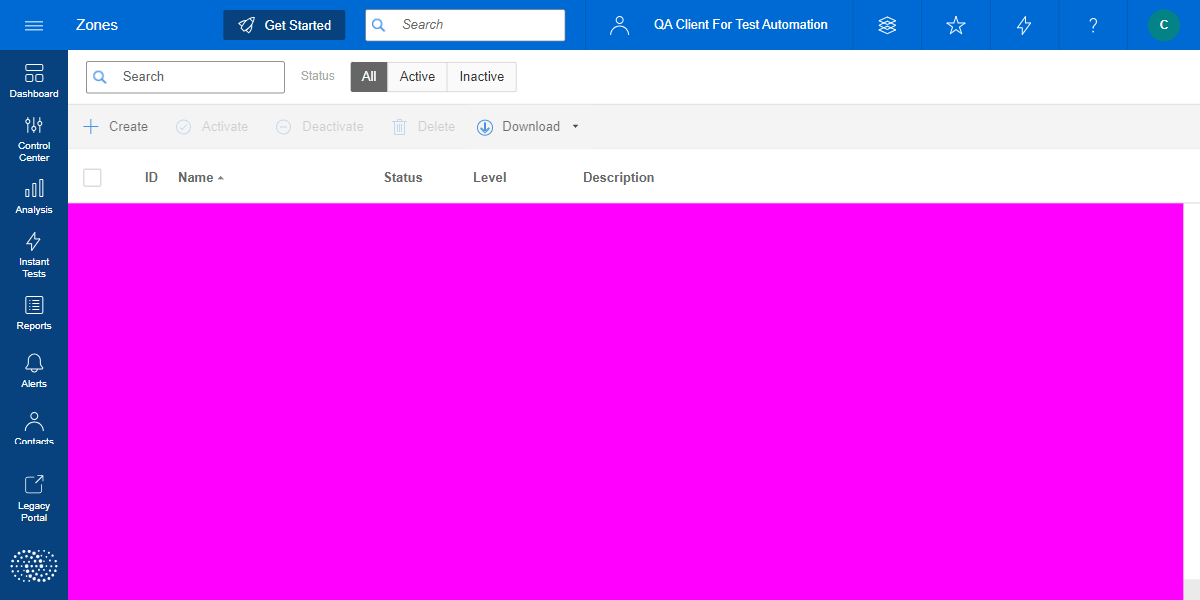 Zones
Get Started
Search
QA Client For Test Automation
?
C
Dashboard
Control
Center
Analysis
Instant
Tests
Reports
Alerts
Contacts
Legacy
Portal
Search
Status
All
Active
Inactive
Create
Activate
Deactivate
Delete
Download
ID
Name
Status
Level
Description